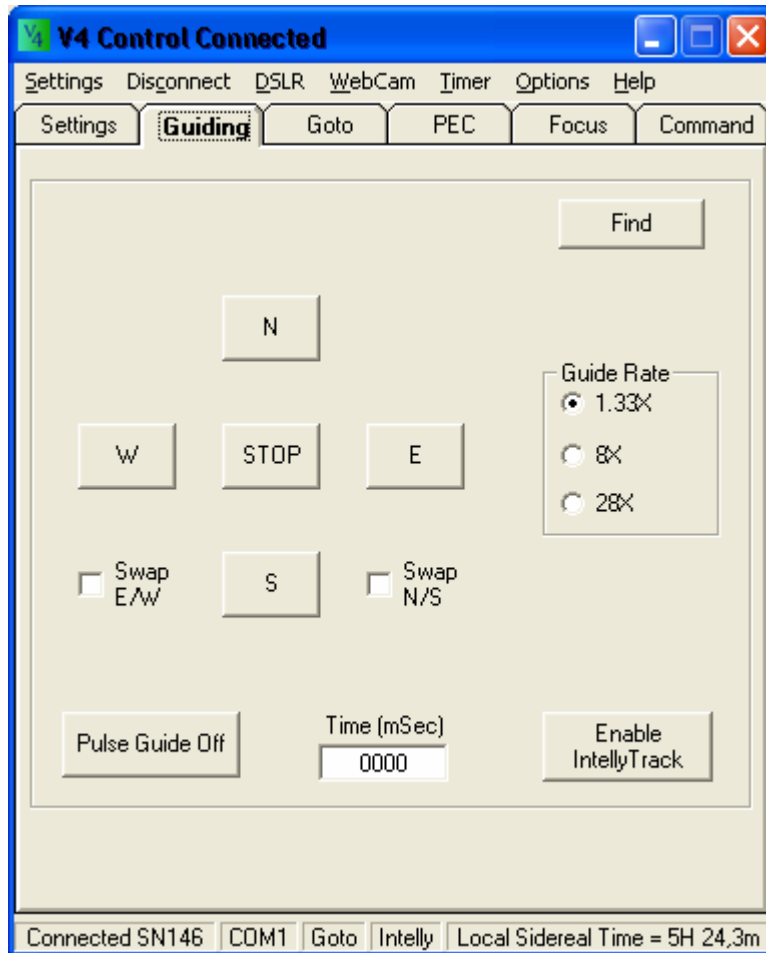 V4 V4 Control Connected
Settings Disconnect DSLR WebCam Timer Options Help
Settings Guiding Goto PEC Focus Command
Find
N
Guide Rate
1.33X
W STOP E
8X
28X
Swap
E/W
S
Swap
N/S
Pulse Guide Off
Time (mSec)
0000
Enable
IntellyTrack
Connected SN146 COM1 Goto Intelly Local Sidereal Time = 5H 24,3m